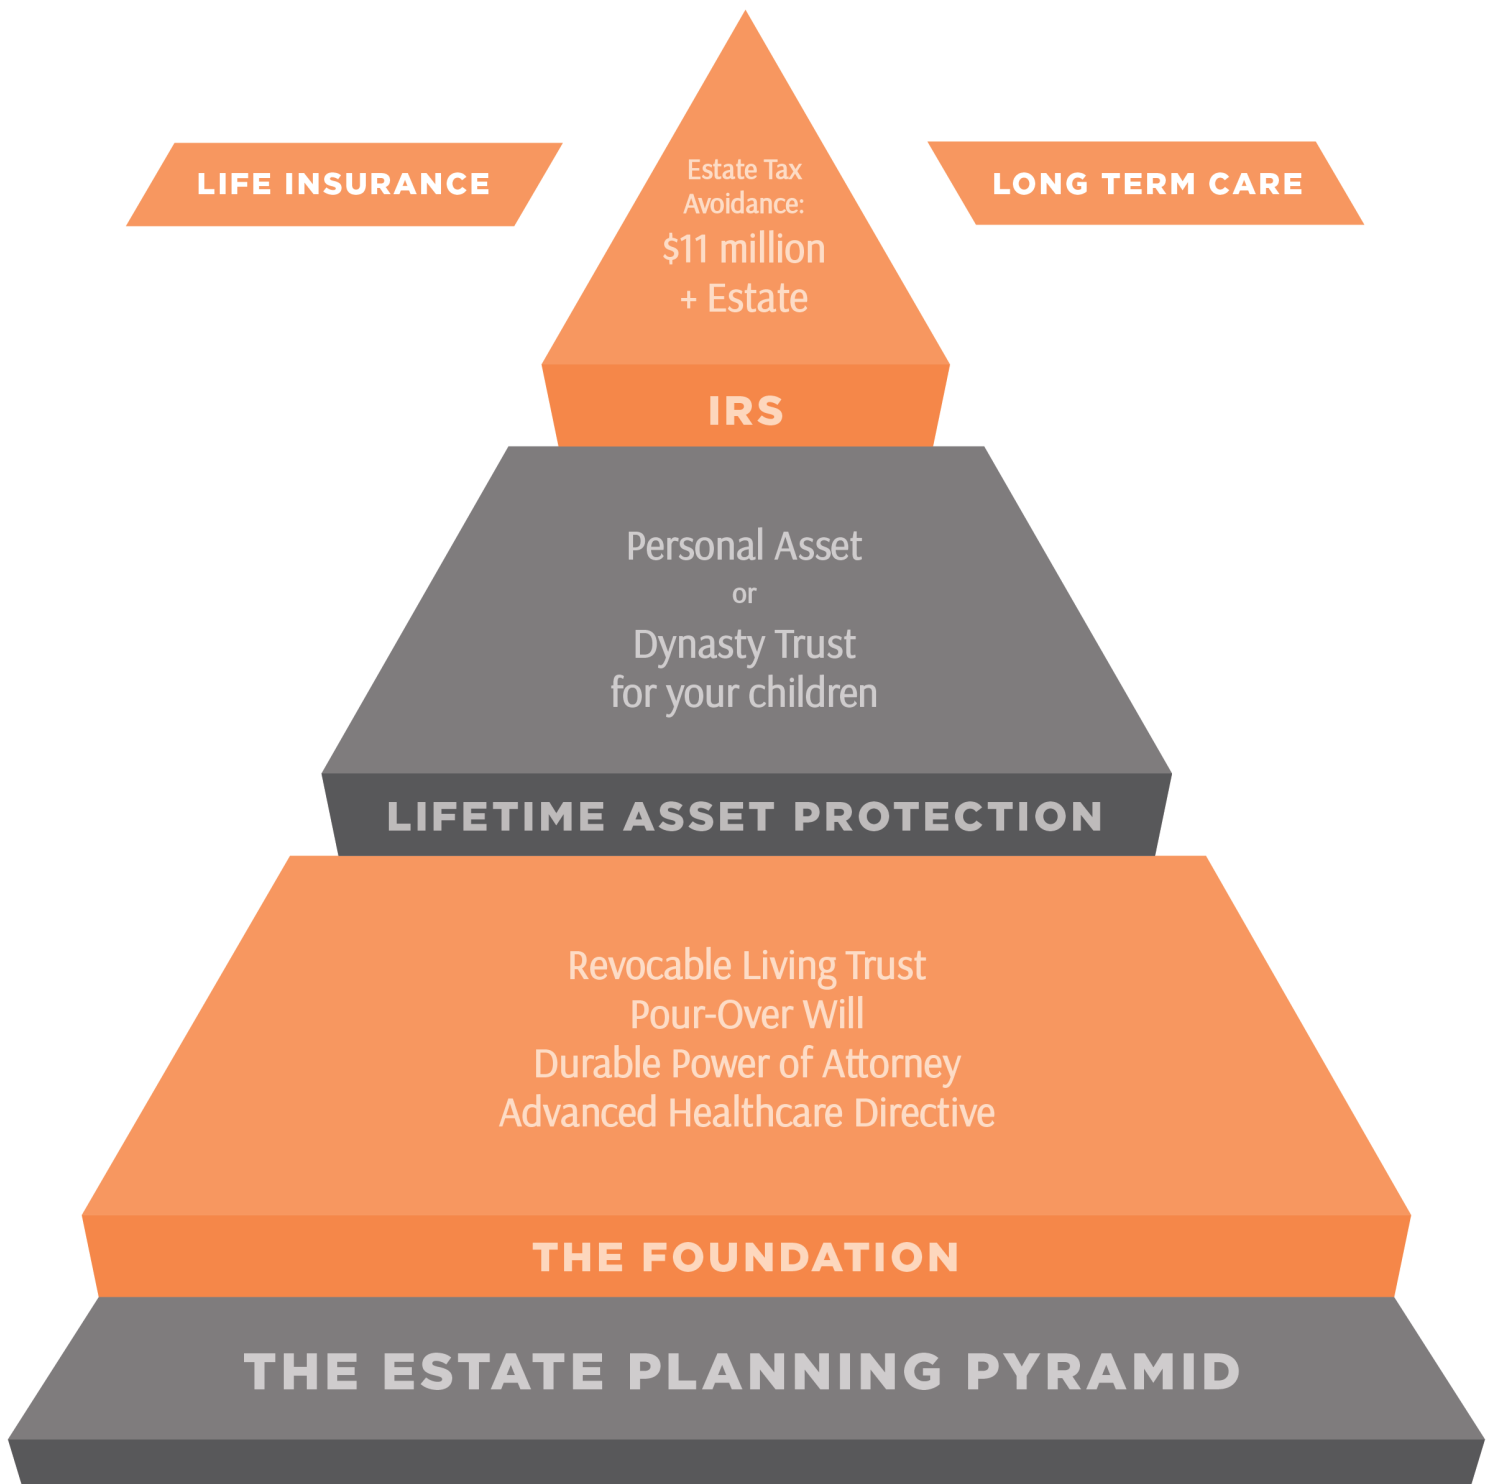 LIFE INSURANCE
LONG TERM CARE
Estate Tax
Avoidance:
$11 million
+ Estate
IRS
Personal Asset
or
Dynasty Trust
for your children
LIFETIME ASSET PROTECTION
Revocable Living Trust
Pour-Over Will
Durable Power of Attorney
Advanced Healthcare Directive
THE FOUNDATION
THE ESTATE PLANNING PYRAMID